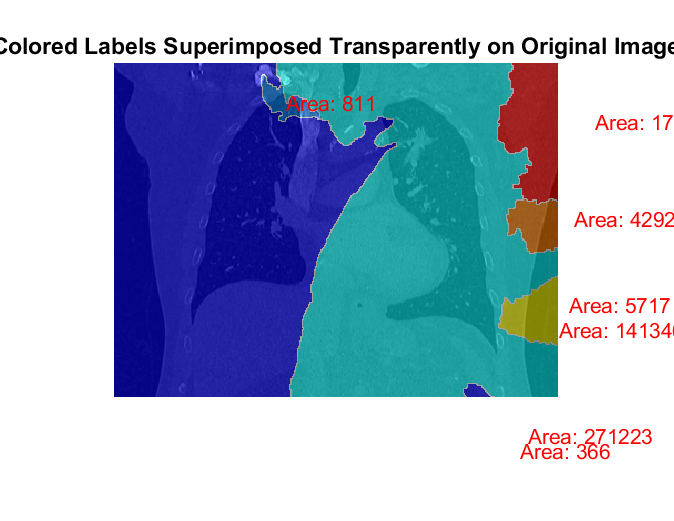 Colored Labels Superimposed Transparently on Original Image
Area: 811
Area: 17
Area: 4292
Area: 5717
Area: 14134
Area: 271223
Area: 366